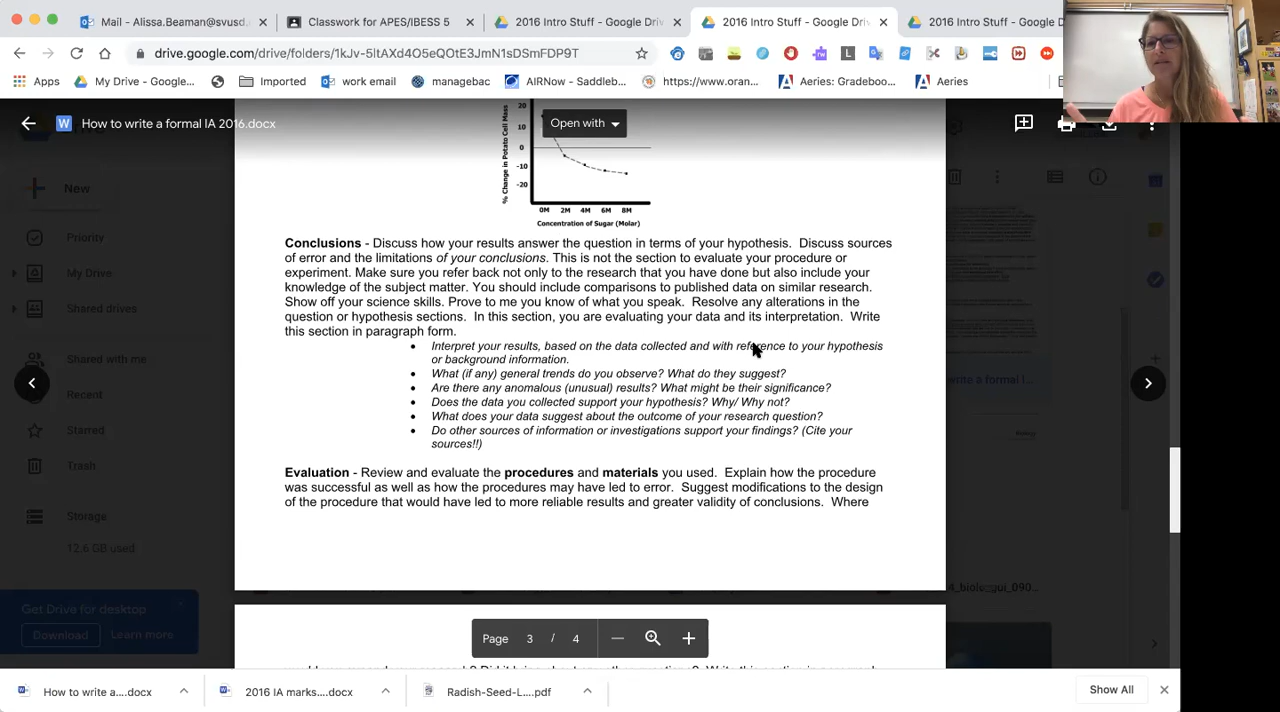 Mail - Alissa.Beaman@svusd.
Classwork for APES/IBESS 5
2016 Intro Stuff - Google Driv
2016 Intro Stuff - Google Driv
2016 Intro Stuff - Google D
drive.google.com/drive/folders/1kJv-5ltAXd4O5eQ0fE3JmN1sDSmFDP9T
Apps
My Drive - Google...
Imported
work email
managebac
AIRNow - Saddleb...
https://www.oran...
Aeries: Gradeboo...
Aeries
How to write a formal IA 2016.docx
Open with
New
Priority
My Drive
Shared drives
Shared with me
Recent
Starred
Trash
Storage
12.6 GB used
Get Drive for desktop
Download Learn more
% Change in Potato Cell Mass
20
10
0
-10
-20
0M 2M 4M 6M 8M
Concentration of Sugar (Molar)
Conclusions - Discuss how your results answer the question in terms of your hypothesis. Discuss sources
of error and the limitations of your conclusions. This is not the section to evaluate your procedure or
experiment. Make sure you refer back not only to the research that you have done but also include your
knowledge of the subject matter. You should include comparisons to published data on similar research.
Show off your science skills. Prove to me you know of what you speak. Resolve any alterations in the
question or hypothesis sections. In this section, you are evaluating your data and its interpretation. Write
this section in paragraph form.
• Interpret your results, based on the data collected and with reference to your hypothesis
or background information.
• What (if any) general trends do you observe? What do they suggest?
• Are there any anomalous (unusual) results? What might be their significance?
• Does the data you collected support your hypothesis? Why/ Why not?
• What does your data suggest about the outcome of your research question?
• Do other sources of information or investigations support your findings? (Cite your
sources!!)
Evaluation - Review and evaluate the procedures and materials you used. Explain how the procedure
was successful as well as how the procedures may have led to error. Suggest modifications to the design
of the procedure that would have led to more reliable results and greater validity of conclusions. Where
Page 3 / 4
How to write a....docx
2016 IA marks....docx
Radish-Seed-L....pdf
Show All